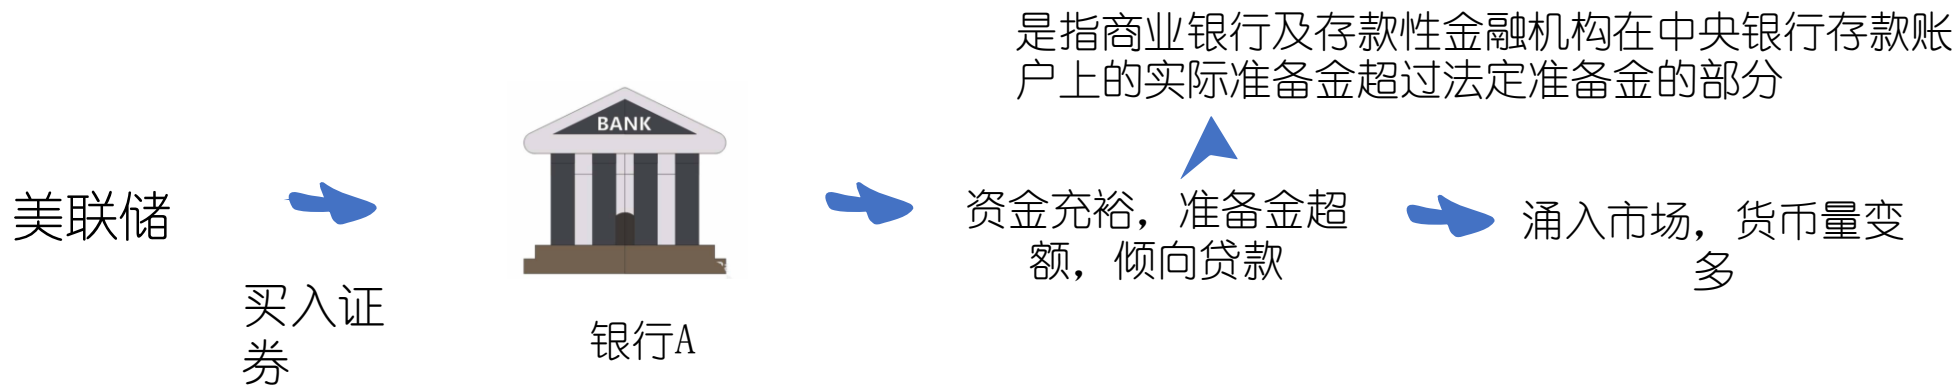 是指商业银行及存款性金融机构在中央银行存款账
户上的实际准备金超过法定准备金的部分
BANK
美联储
资金充裕，准备金超
额，倾向贷款
涌入市场，货币量变
多
买入证
券
银行A